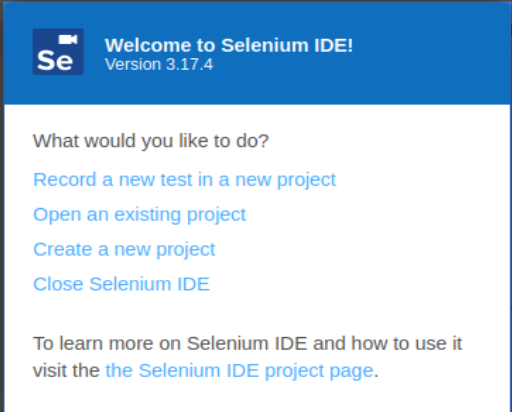 Se
Welcome to Selenium IDE!
Version 3.17.4
What would you like to do?
Record a new test in a new project
Open an existing project
Create a new project
Close Selenium IDE
To learn more on Selenium IDE and how to use it
visit the the Selenium IDE project page.